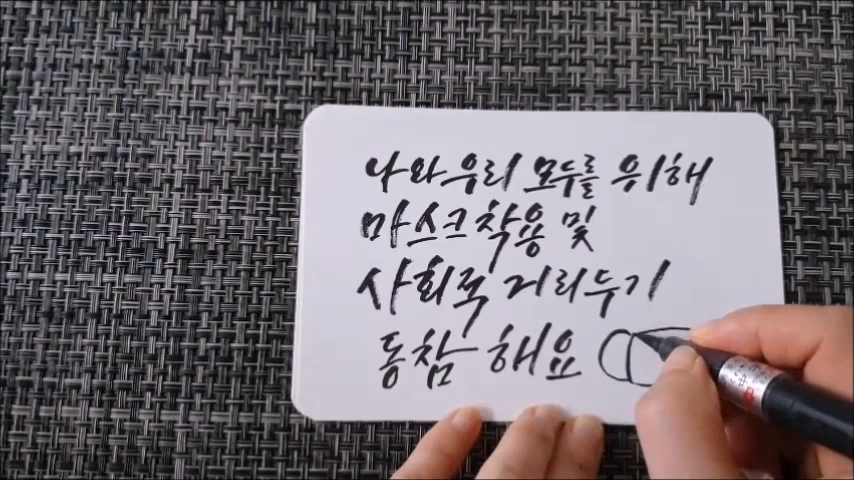 나와 우리 모두를 위해
마스크 착용 및
사회적 거리두기
동참 해요